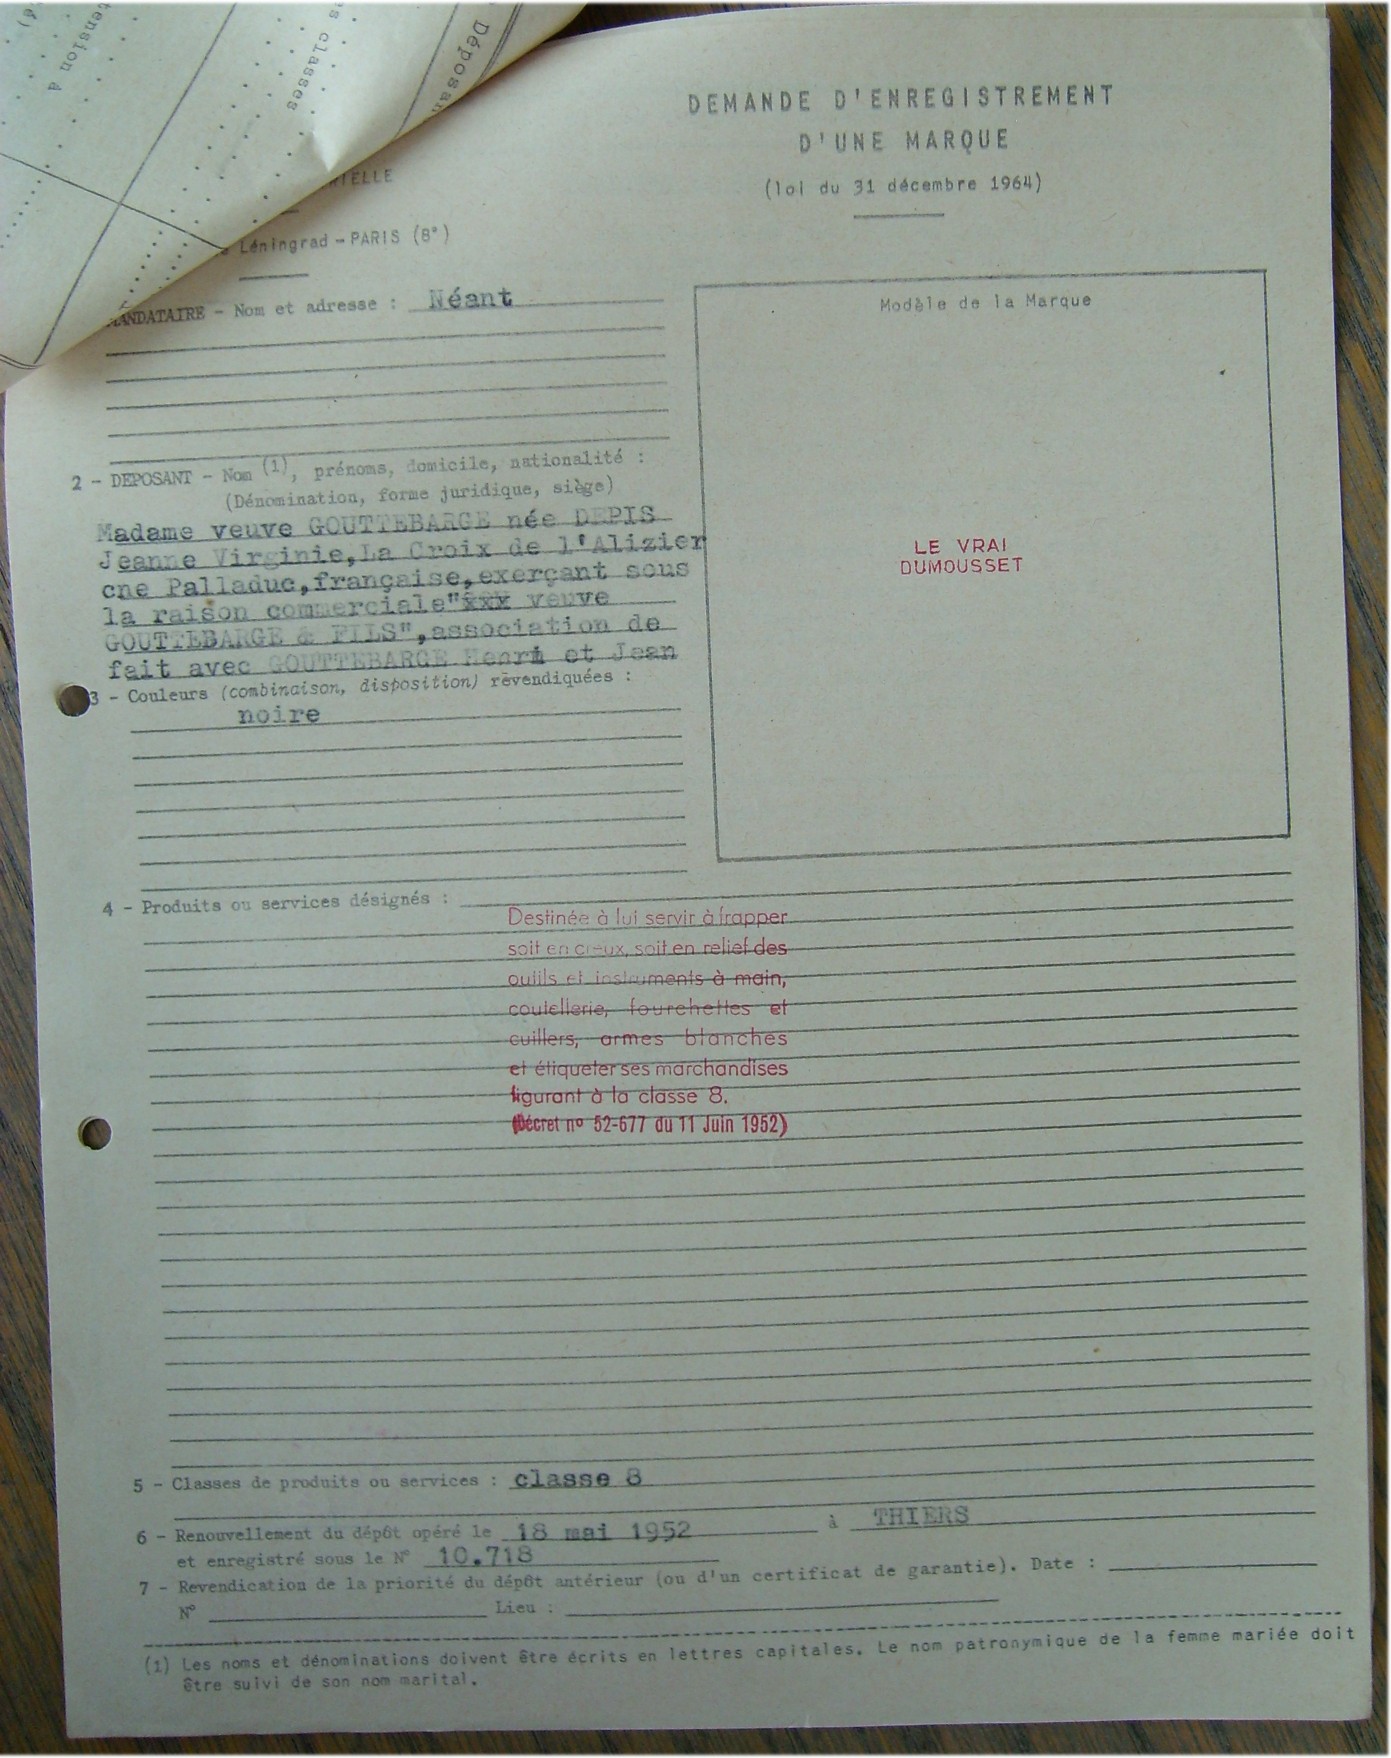 tension à
classes
Déposan
DEMANDE D'ENREGISTREMENT
D'UNE MARQUE
(loi du 31 décembre 1964)
Léningrad - PARIS (8°)
MANDATAIRE - Nom et adresse : Néant
Modèle de la Marque
2 - DEPOSANT - Nom (1), prénoms, domicile, nationalité :
(Dénomination, forme juridique, siège)
Madame veuve GOUTTEBARGE née DEPIS
Jeanne Virginie, La Croix de l'Alizier
cne Palladuc, française, exerçant sous
la raison commerciale "xxx veuve
GOUTTEBARGE & FILS", association de
fait avec GOUTTEBARGE Henri et Jean
LE VRAI
DUMOUSSET
3 - Couleurs (combinaison, disposition) revendiquées :
noire
4 - Produits ou services désignés :
Destinée à lui servir à frapper
soit en creux, soit en relief des
outils et instruments à main,
coutellerie, fourchettes et
cuillers, armes blanches
et étiqueter ses marchandises
figurant à la classe 8.
(Décret nº 52-677 du 11 Juin 1952)
5 - Classes de produits ou services : classe 8
6 - Renouvellement du dépôt opéré le 18 mai 1952 à THIERS
et enregistré sous le N° 10.718
7 - Revendication de la priorité du dépôt antérieur (ou d'un certificat de garantie). Date :
N° Lieu :
(1) Les noms et dénominations doivent être écrits en lettres capitales. Le nom patronymique de la femme mariée doit
être suivi de son nom marital.